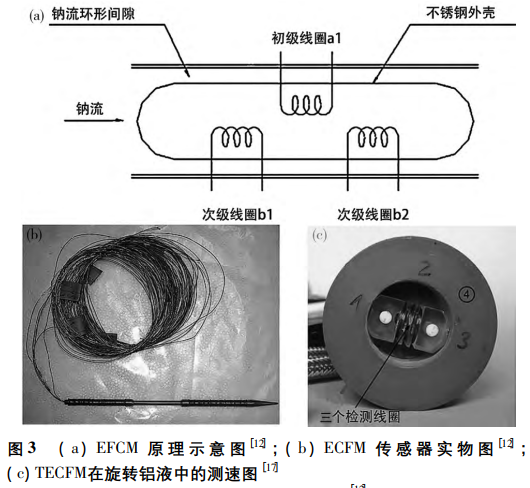 (a)
钠流环形间隙
初级线圈a1
不锈钢外壳
钠流
次级线圈b1
次级线圈b2
(b)
(c)
1
2
3
④
三个检测线圈
图3 (a) EFCM 原理示意图[12]; (b) ECFM 传感器实物图[12];
(c) TECFM在旋转铝液中的测速图[17]